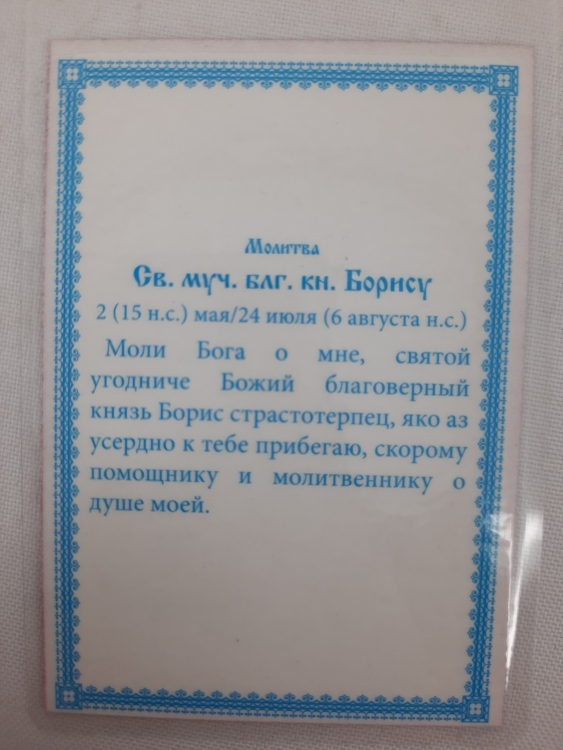 Молитва
Св. муч. блг. кн. Борису
2 (15 н.с.) мая/24 июля (6 августа н.с.)
Моли Бога о мне, святой
угодниче Божий благоверный
князь Борис страстотерпец, яко аз
усердно к тебе прибегаю, скорому
помощнику и молитвеннику о
душе моей.